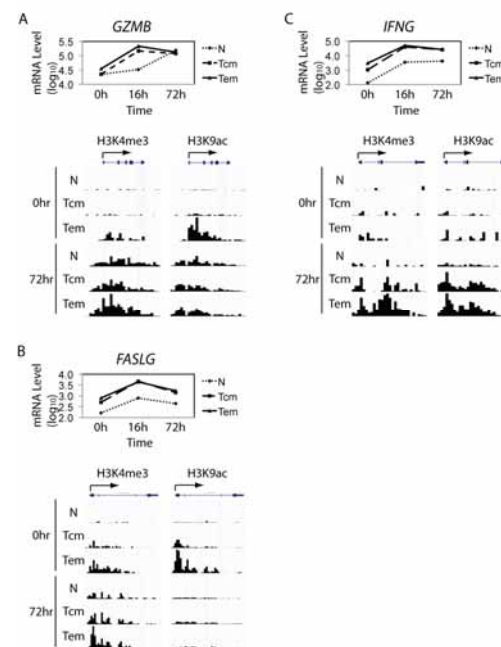 A
GZMB
mRNA Level
(log10)
5.5
5.0
4.5
4.0
0h 16h 72h
Time
N
Tcm
Tem
H3K4me3 H3K9ac
0hr
N
Tcm
Tem
72hr
N
Tcm
Tem
B
FASLG
mRNA Level
(log10)
4.0
3.5
3.0
2.5
2.0
0h 16h 72h
Time
N
Tcm
Tem
H3K4me3 H3K9ac
0hr
N
Tcm
Tem
72hr
N
Tcm
Tem
C
IFNG
mRNA Level
(log10)
5.0
4.0
3.0
2.0
1.0
0h 16h 72h
Time
N
Tcm
Tem
H3K4me3 H3K9ac
0hr
N
Tcm
Tem
72hr
N
Tcm
Tem